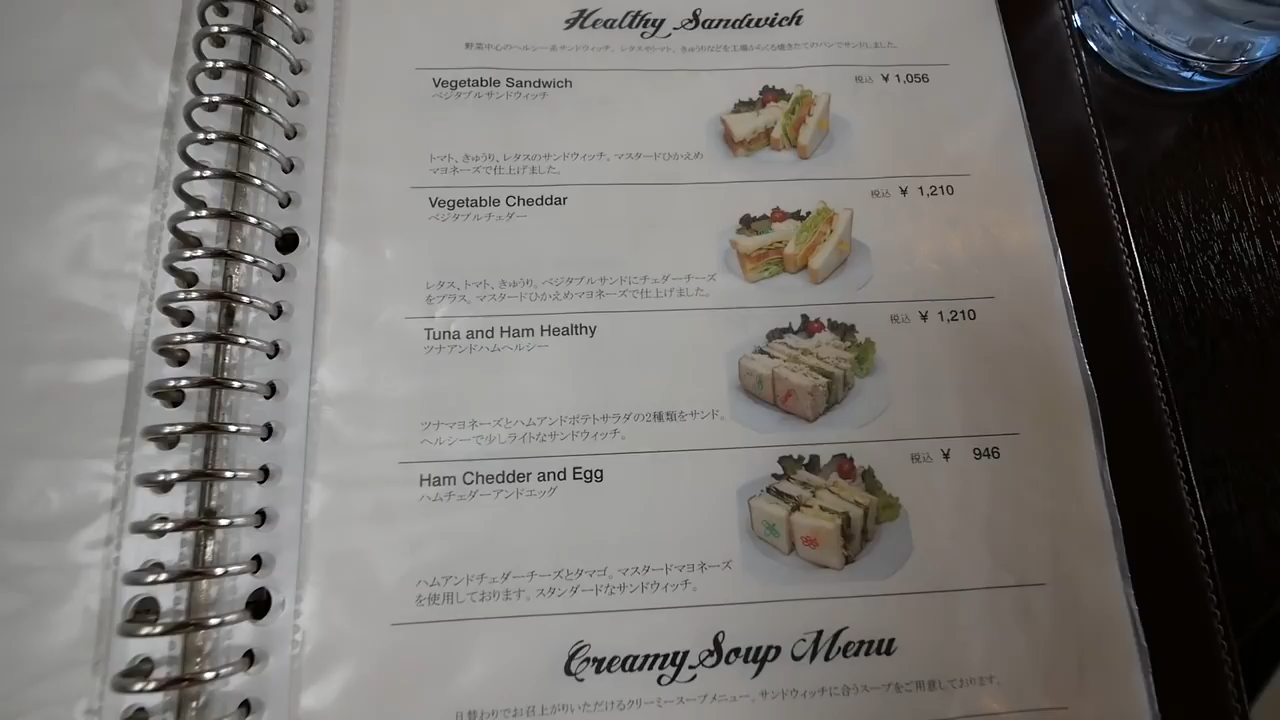 Healthy Sandwich
野菜中心のヘルシー系サンドウィッチ。レタスやトマト、きゅうりなどを工場からくる焼きたてのパンでサンドしました。
Vegetable Sandwich
税込 ¥ 1,056
ベジタブルサンドウィッチ
トマト、きゅうり、レタスのサンドウィッチ。マスタードひかえめ
マヨネーズで仕上げました。
Vegetable Cheddar
税込 ¥ 1,210
ベジタブルチェダー
レタス、トマト、きゅうり。ベジタブルサンドにチェダーチーズ
をプラス。マスタードひかえめマヨネーズで仕上げました。
Tuna and Ham Healthy
税込 ¥ 1,210
ツナアンドハムヘルシー
ツナマヨネーズとハムアンドポテトサラダの2種類をサンド。
ヘルシーで少しライトなサンドウィッチ。
Ham Chedder and Egg
税込 ¥ 946
ハムチェダーアンドエッグ
ハムアンドチェダーチーズとタマゴ。マスタードマヨネーズ
を使用しております。スタンダードなサンドウィッチ。
Creamy Soup Menu
日替わりでお召上がりいただけるクリーミースープメニュー。サンドウィッチに合うスープをご用意しております。